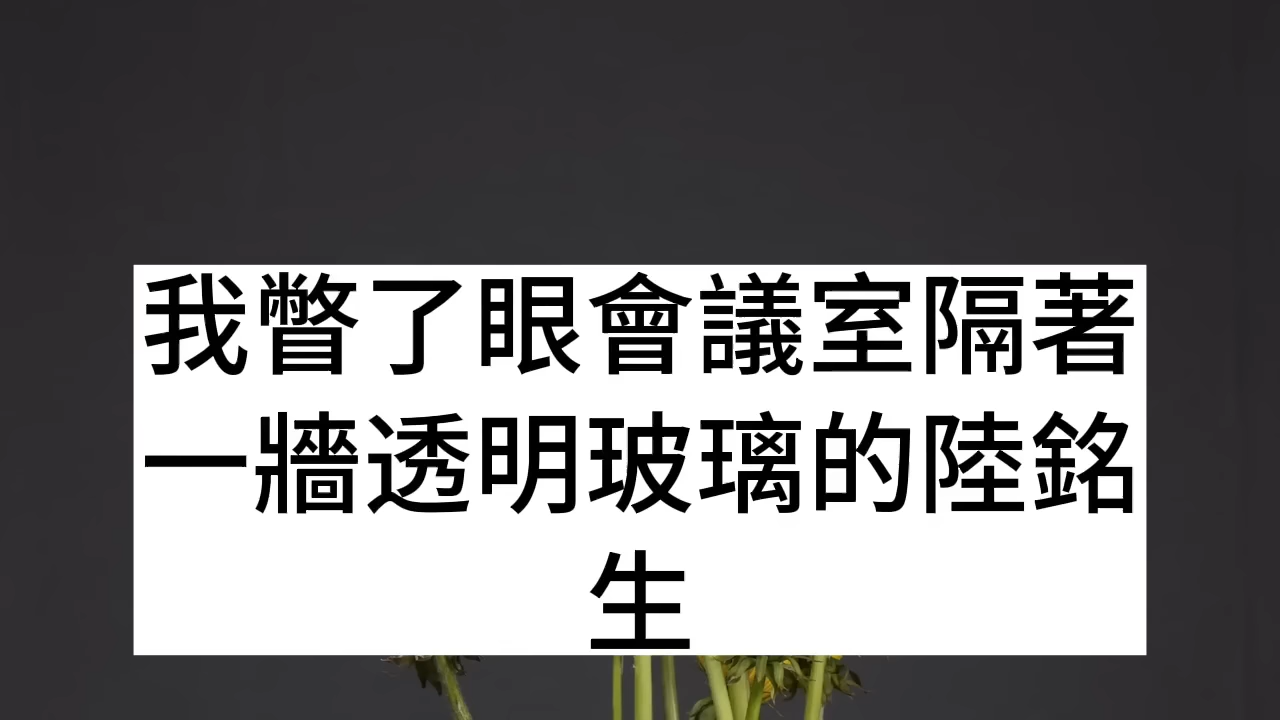 我瞥了眼會議室隔著
一牆透明玻璃的陸銘
生